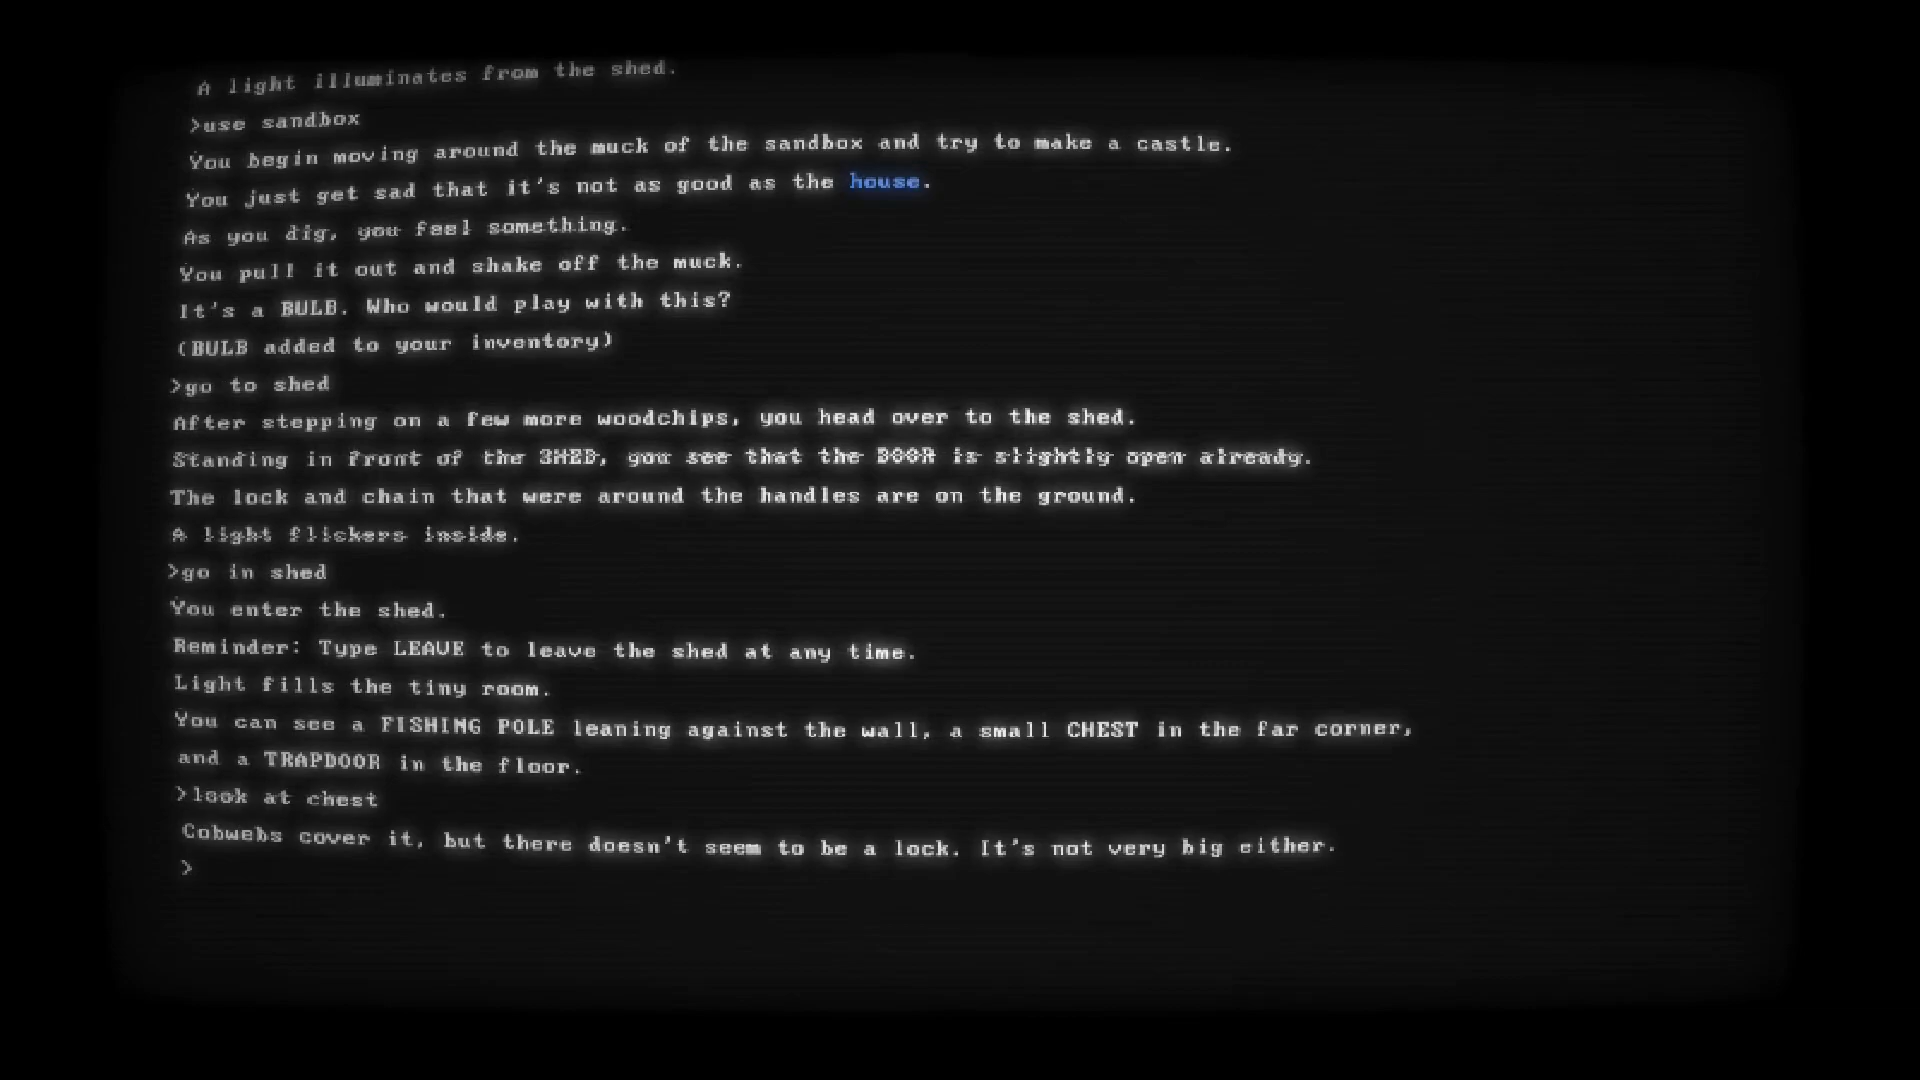 A light illuminates from the shed.
>use sandbox
You begin moving around the muck of the sandbox and try to make a castle.
You just get sad that it's not as good as the house.
As you dig, you feel something.
You pull it out and shake off the muck.
It's a BULB. Who would play with this?
(BULB added to your inventory)
>go to shed
After stepping on a few more woodchips, you head over to the shed.
Standing in front of the SHED, you see that the DOOR is slightly open already.
The lock and chain that were around the handles are on the ground.
A light flickers inside.
>go in shed
You enter the shed.
Reminder: Type LEAVE to leave the shed at any time.
Light fills the tiny room.
You can see a FISHING POLE leaning against the wall, a small CHEST in the far corner,
and a TRAPDOOR in the floor.
>look at chest
Cobwebs cover it, but there doesn't seem to be a lock. It's not very big either.
>